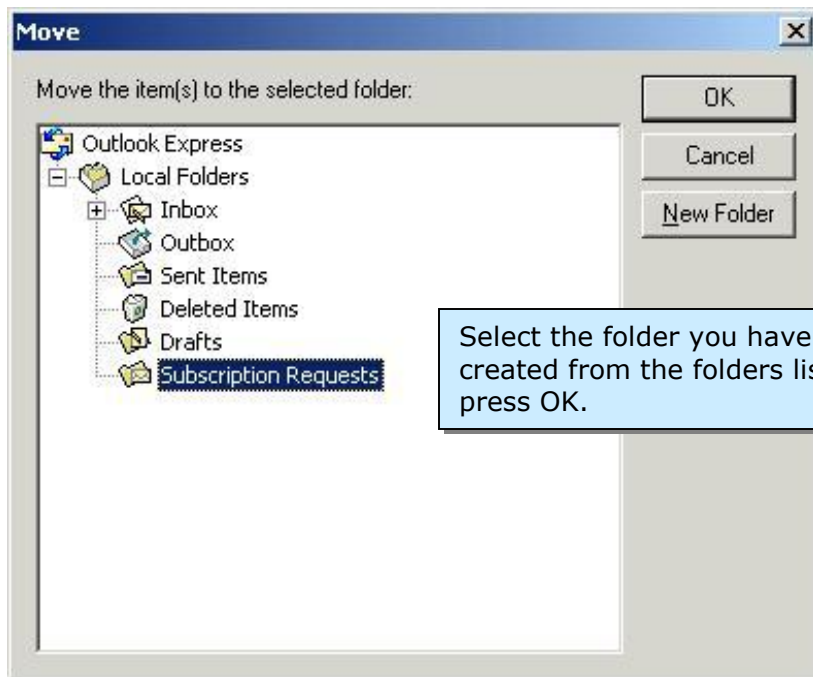 Move
Move the item(s) to the selected folder:
OK
Outlook Express
Cancel
Local Folders
Inbox
New Folder
Outbox
Sent Items
Deleted Items
Drafts
Subscription Requests
Select the folder you have
created from the folders
press OK.